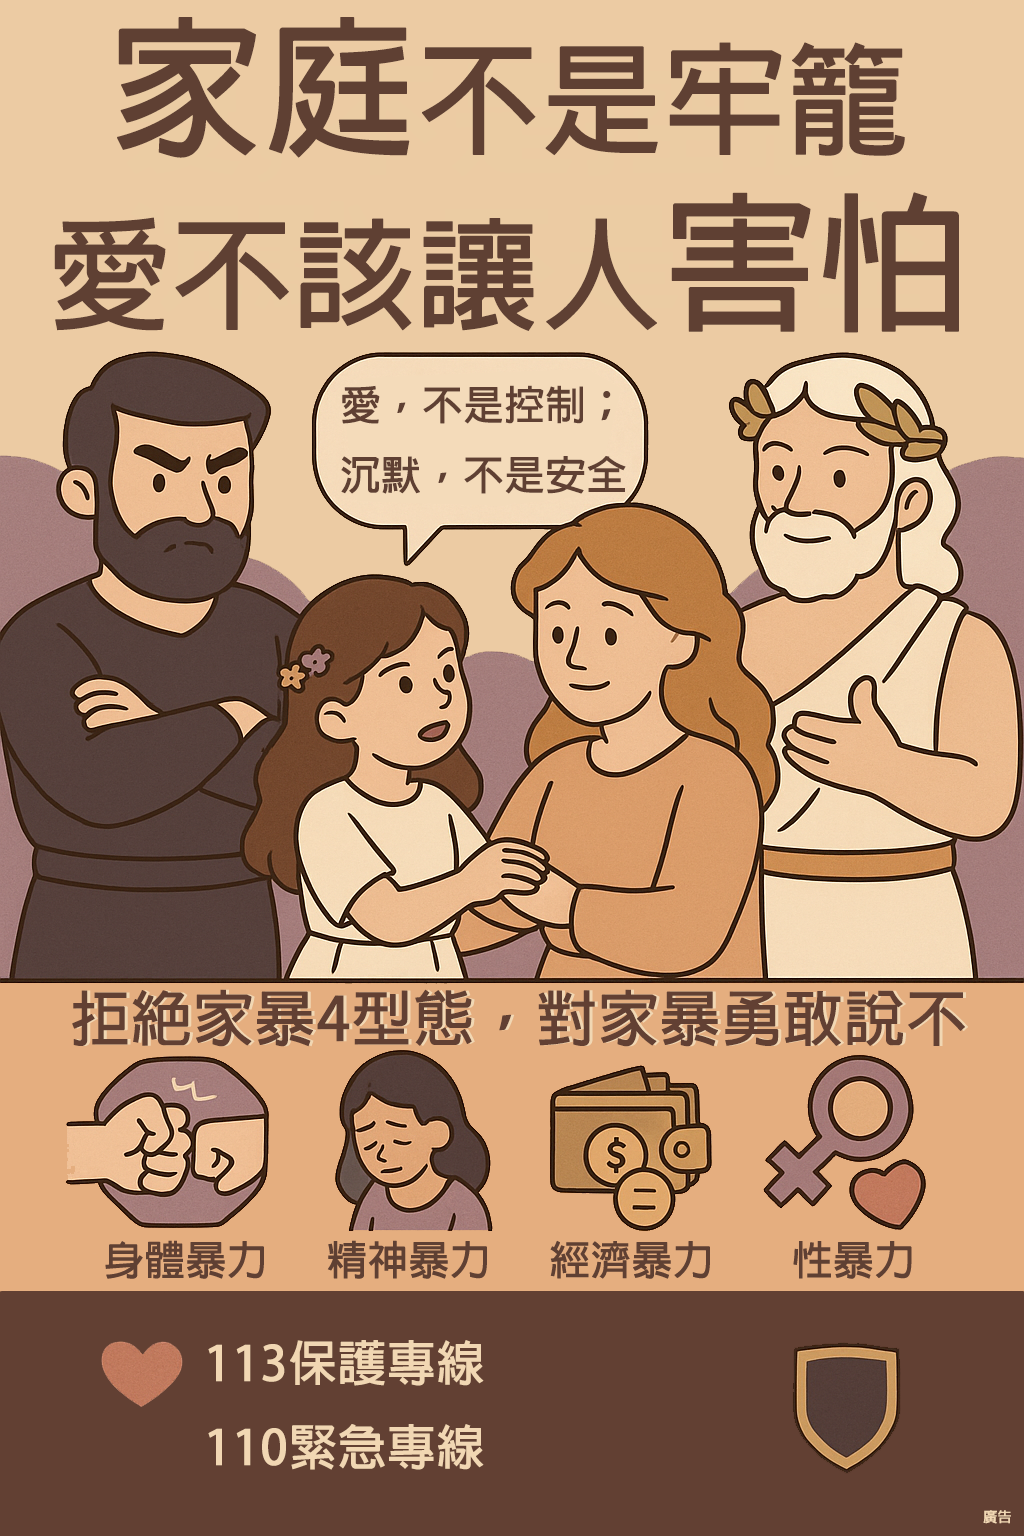 家庭不是牢籠
愛不該讓人害怕
愛，不是控制；
沉默，不是安全
拒絕家暴4型態，對家暴勇敢說不
身體暴力
精神暴力
經濟暴力
性暴力
113保護專線
110緊急專線
廣告